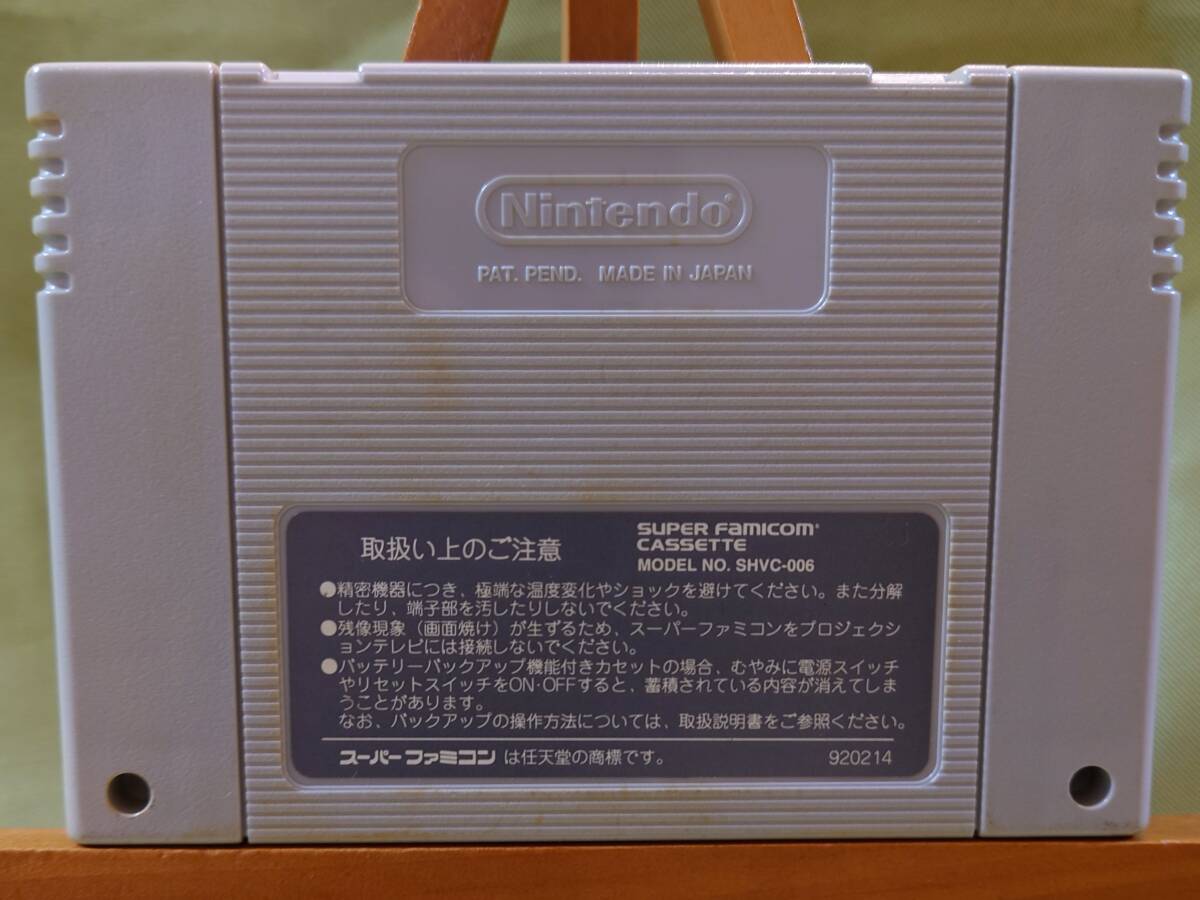 Nintendo®
PAT. PEND. MADE IN JAPAN
取扱い上のご注意
SUPER FAMICOM®
CASSETTE
MODEL NO. SHVC-006
●精密機器につき、極端な温度変化やショックを避けてください。また分解
したり、端子部を汚したりしないでください。
●残像現象（画面焼け）が生ずるため、スーパーファミコンをプロジェクシ
ョンテレビには接続しないでください。
●バッテリーバックアップ機能付きカセットの場合、むやみに電源スイッチ
やリセットスイッチをON・OFFすると、蓄積されている内容が消えてしま
うことがあります。
なお、バックアップの操作方法については、取扱説明書をご参照ください。
スーパーファミコン は任天堂の商標です。
920214